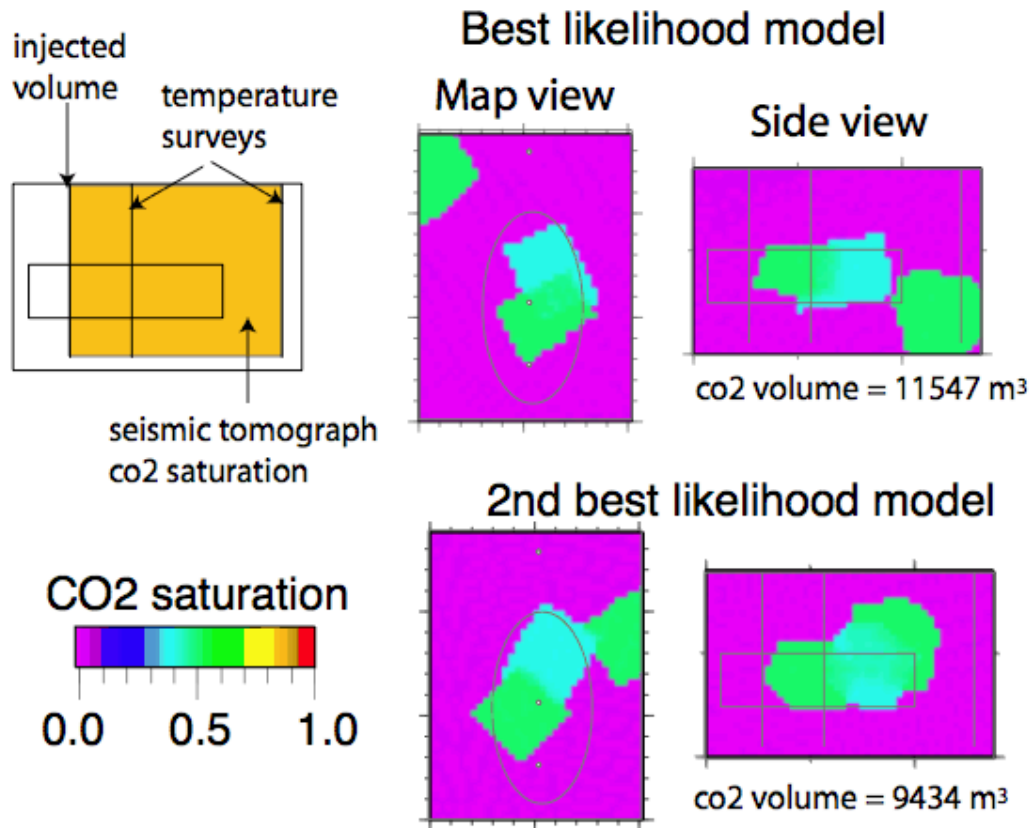 Best likelihood model
injected
volume
temperature
surveys
Map view
Side view
seismic tomograph
co2 saturation
co2 volume = 11547 m3
2nd best likelihood model
CO2 saturation
0.0 0.5 1.0
co2 volume = 9434 m3